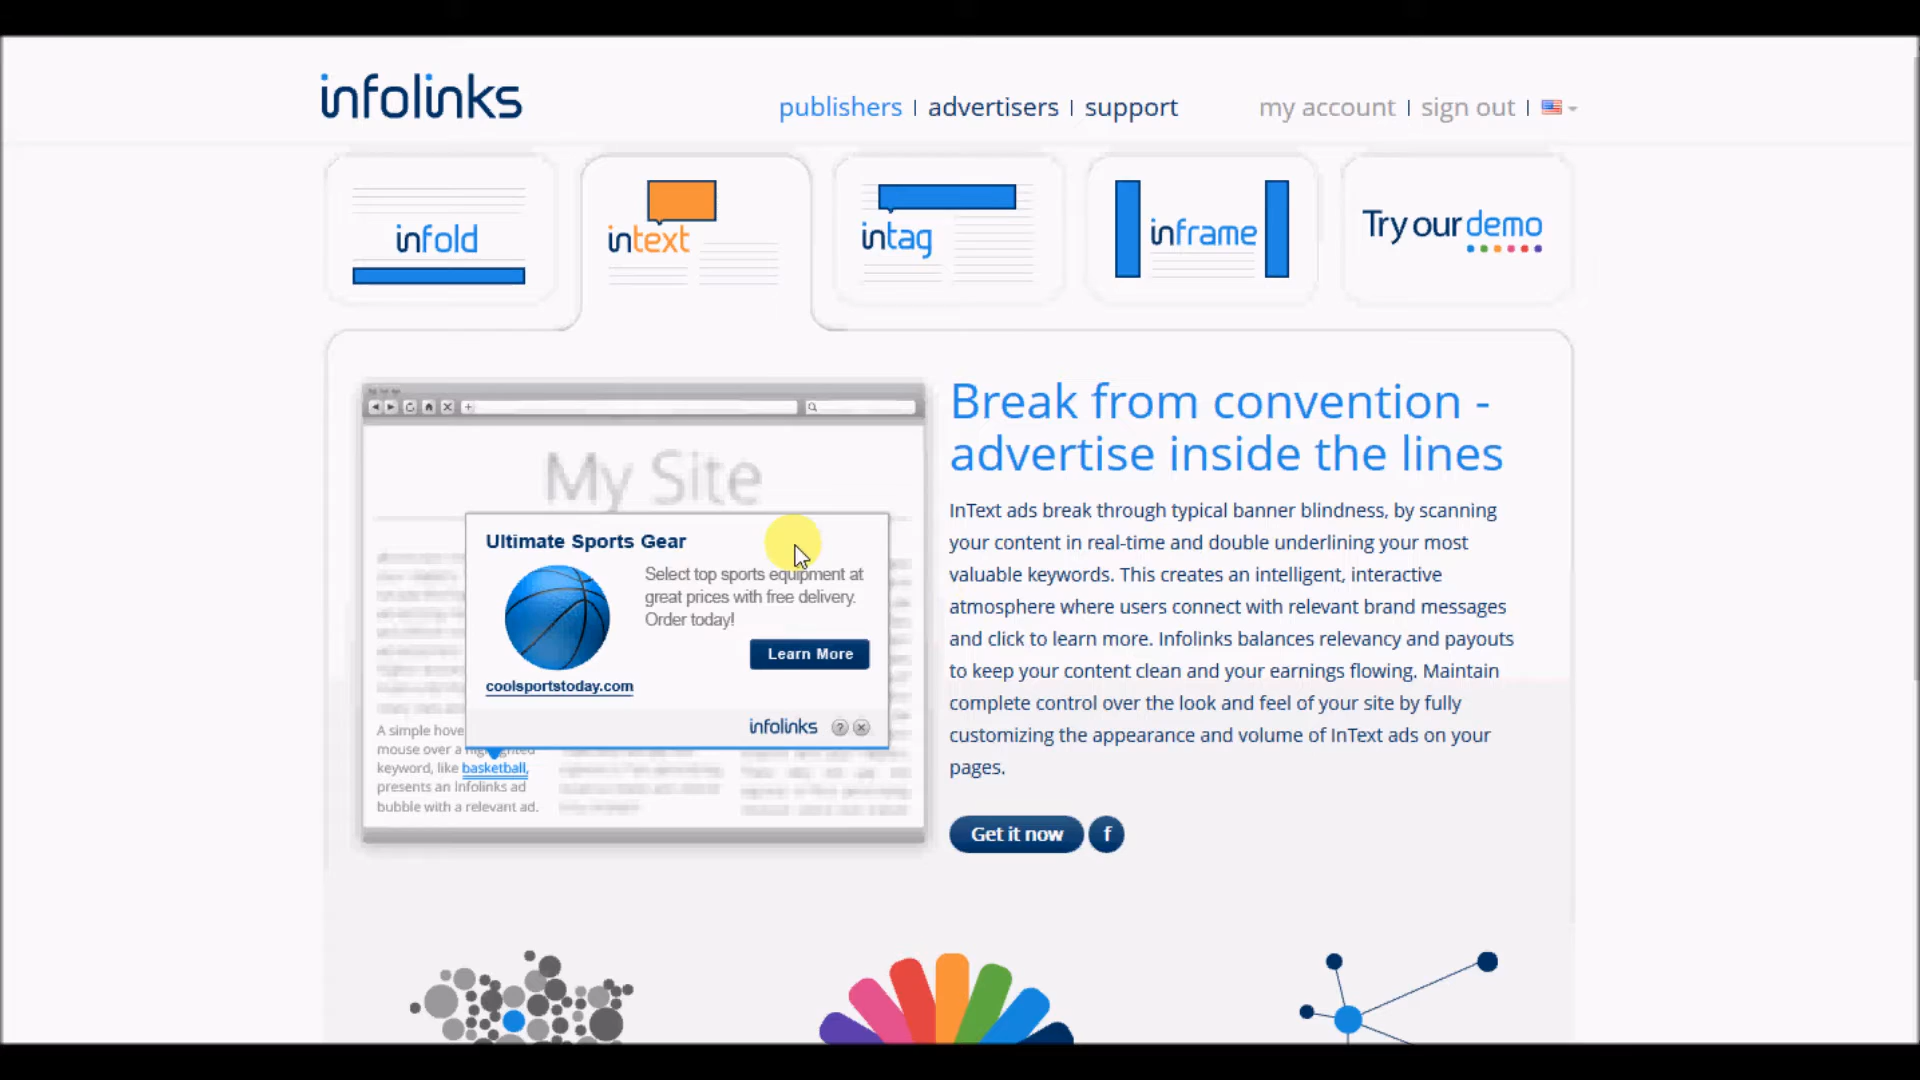 infolinks
publishers | advertisers | support
my account | sign out |
infold
intext
intag
inframe
Try our demo
My Site
Ultimate Sports Gear
Select top sports equipment at
great prices with free delivery.
Order today!
Learn More
coolsportstoday.com
infolinks ?
A simple hove
mouse over a highlighted
keyword, like basketball,
presents an Infolinks ad
bubble with a relevant ad.
Break from convention -
advertise inside the lines
InText ads break through typical banner blindness, by scanning
your content in real-time and double underlining your most
valuable keywords. This creates an intelligent, interactive
atmosphere where users connect with relevant brand messages
and click to learn more. Infolinks balances relevancy and payouts
to keep your content clean and your earnings flowing. Maintain
complete control over the look and feel of your site by fully
customizing the appearance and volume of InText ads on your
pages.
Get it now f